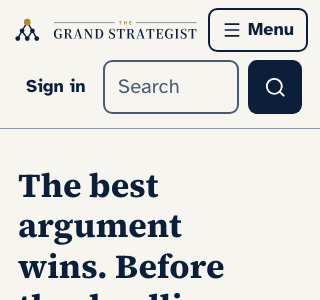 THE
GRAND STRATEGIST
Menu
Sign in
Search
The best
argument
wins. Before